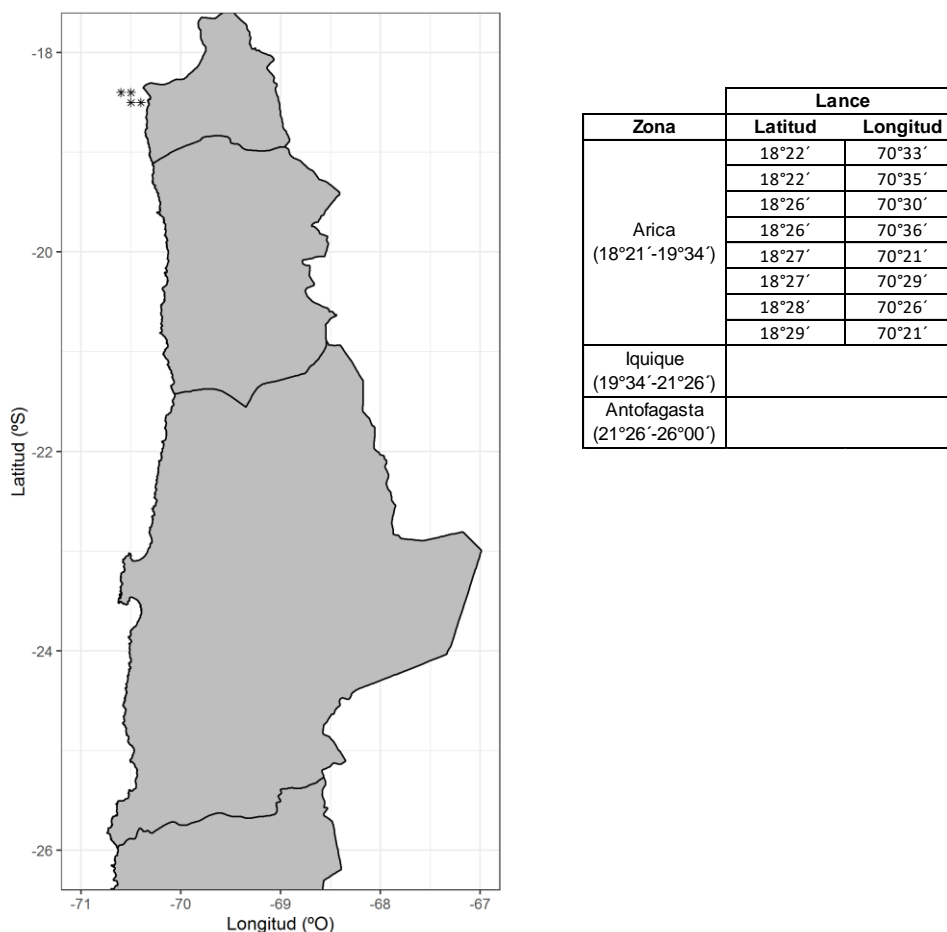 -18
-20
-22
-24
-26
Latitud (ºS)
-71 -70 -69 -68 -67
Longitud (ºO)
Lance
Zona Latitud Longitud
Arica
(18°21´-19°34´)
18°22´ 70°33´
18°22´ 70°35´
18°26´ 70°30´
18°26´ 70°36´
18°27´ 70°21´
18°27´ 70°29´
18°28´ 70°26´
18°29´ 70°21´
Iquique
(19°34´-21°26´)
Antofagasta
(21°26´-26°00´)